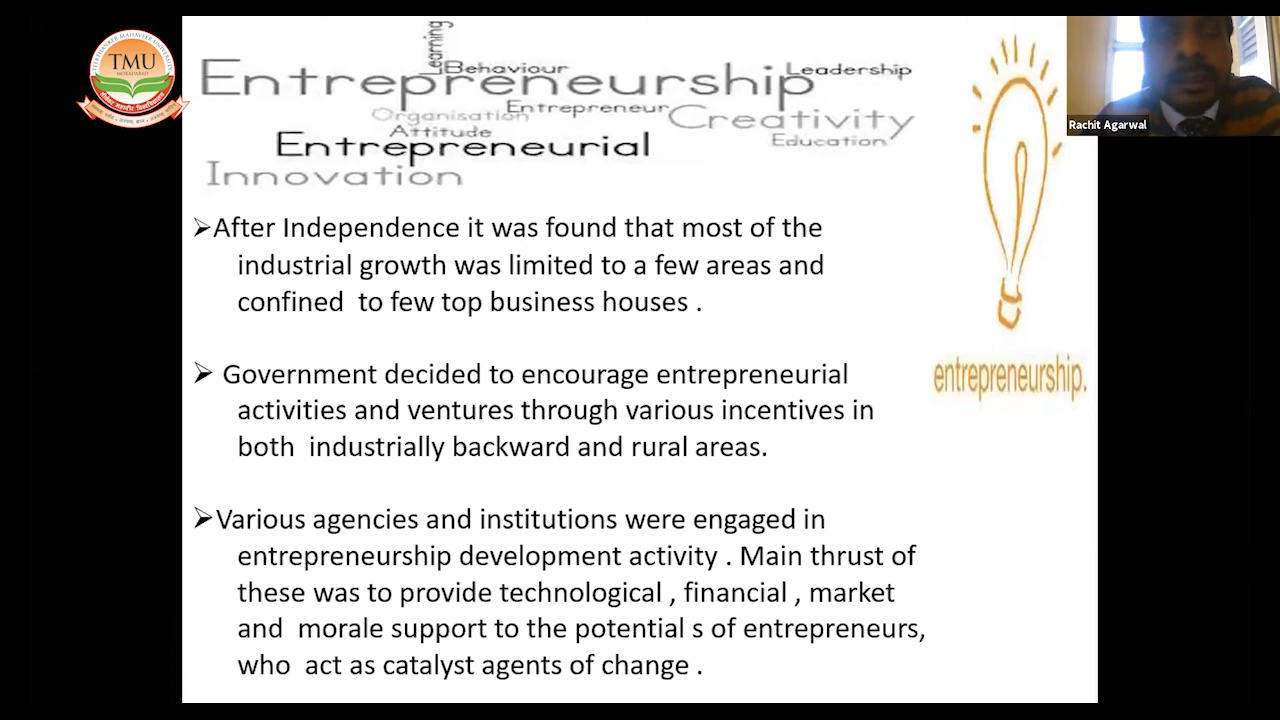 TEERTHANKER MAHAVEER UNIVERSITY
TMU
MORADABAD
Learning
Behaviour
Leadership
Entrepreneurship
Entrepreneur
Organisation
Creativity
Attitude
Education
Entrepreneurial
Innovation
Rachit Agarwal
➢After Independence it was found that most of the
industrial growth was limited to a few areas and
confined to few top business houses .
entrepreneurship.
➢ Government decided to encourage entrepreneurial
activities and ventures through various incentives in
both industrially backward and rural areas.
➢Various agencies and institutions were engaged in
entrepreneurship development activity . Main thrust of
these was to provide technological , financial , market
and morale support to the potential s of entrepreneurs,
who act as catalyst agents of change .